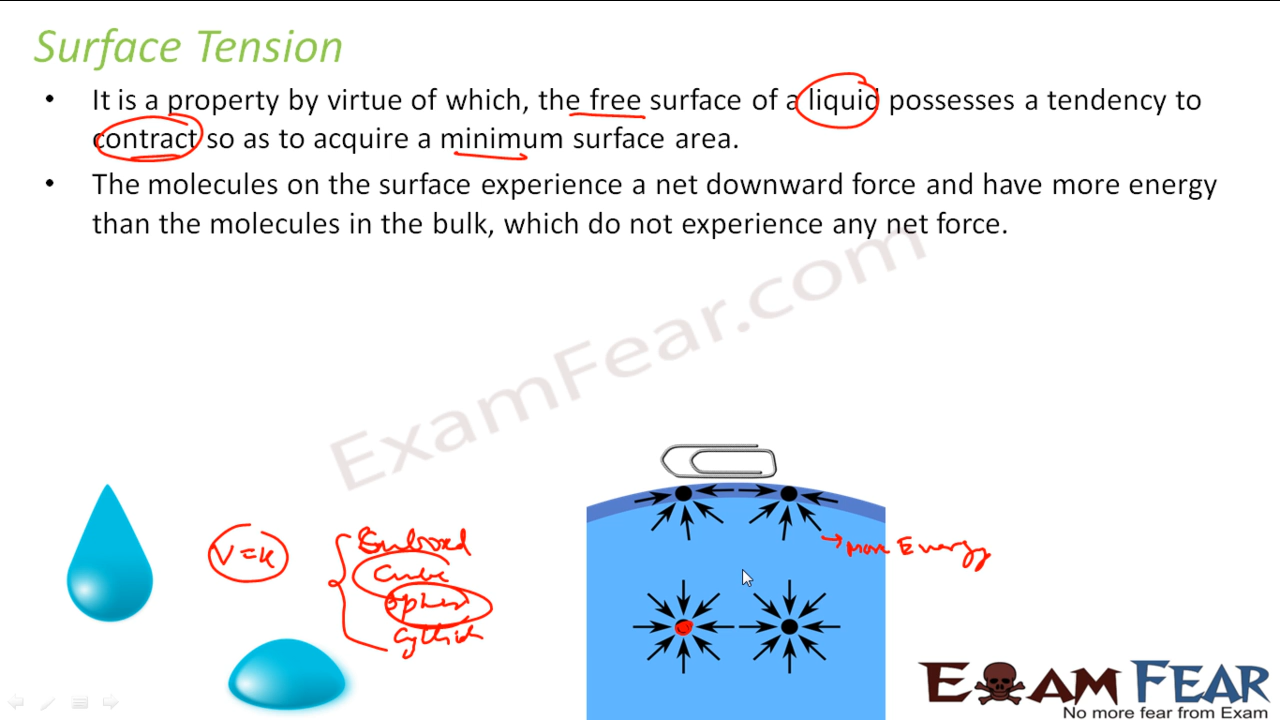 Surface Tension
• It is a property by virtue of which, the free surface of a liquid possesses a tendency to
contract so as to acquire a minimum surface area.
• The molecules on the surface experience a net downward force and have more energy
than the molecules in the bulk, which do not experience any net force.
ExamFear.com
V=k
Cube
→ More Energy
EXAM FEAR
No more fear from Exam